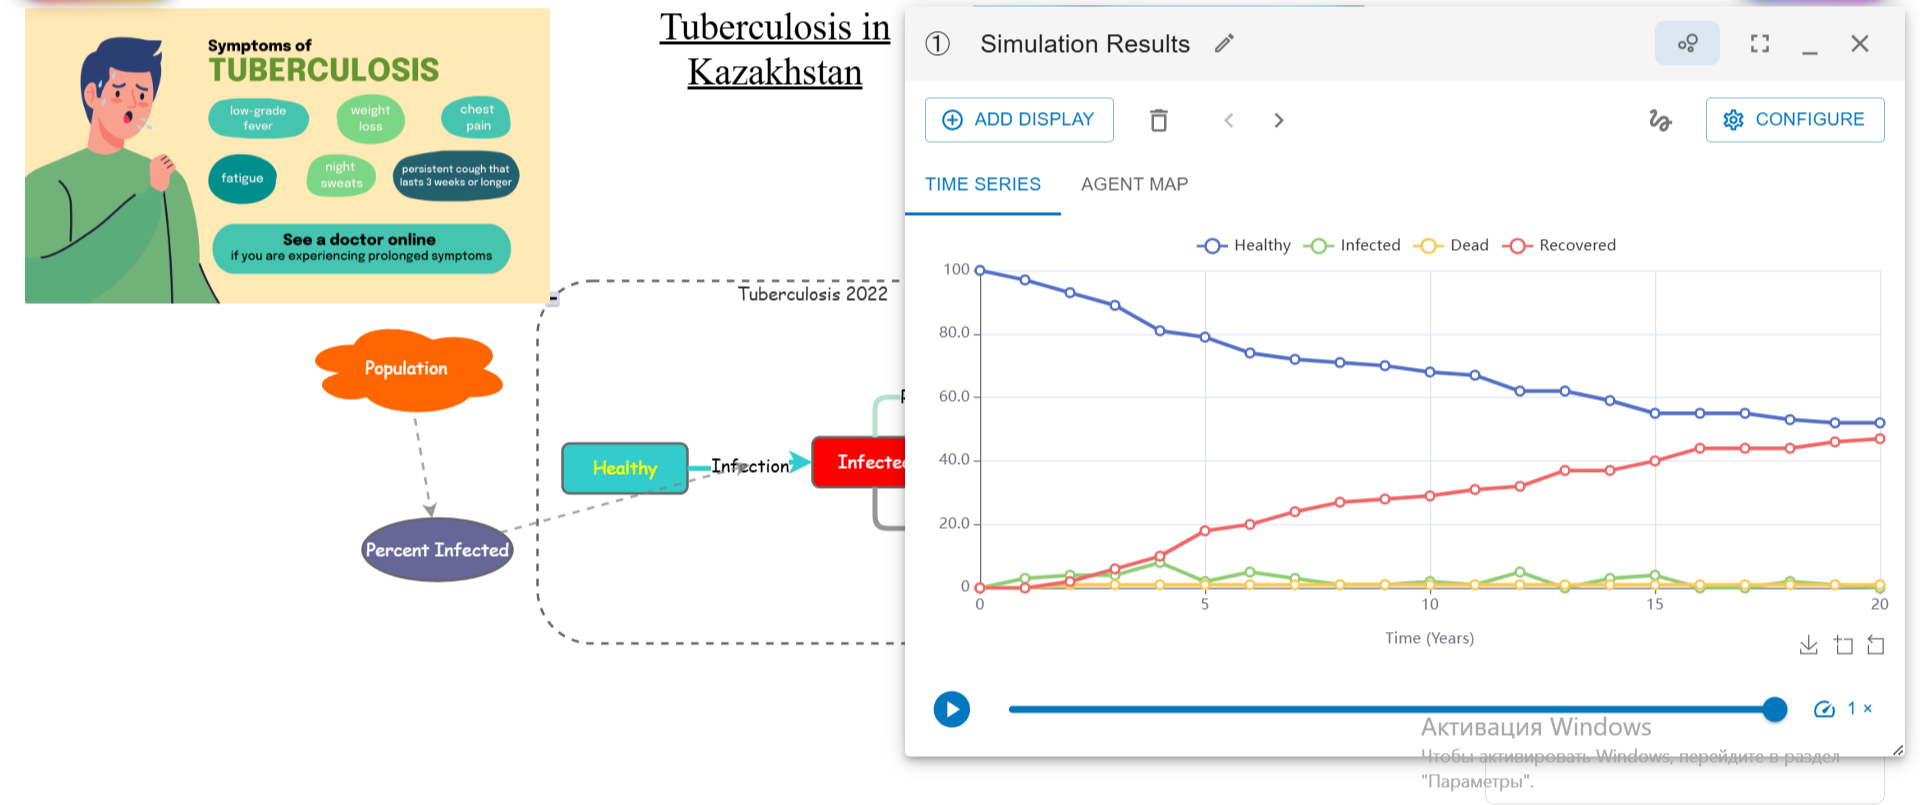 Symptoms of
TUBERCULOSIS
low-grade
fever
weight
loss
chest
pain
fatigue
night
sweats
persistent cough that
lasts 3 weeks or longer
See a doctor online
if you are experiencing prolonged symptoms
Tuberculosis in
Kazakhstan
Tuberculosis 2022
Population
Healthy
Infection
Infected
Percent Infected
① Simulation Results
ADD DISPLAY
CONFIGURE
TIME SERIES
AGENT MAP
Healthy Infected Dead Recovered
100
80.0
60.0
40.0
20.0
0
0 5 10 15 20
Time (Years)
1 ×
Активация Windows
Чтобы активировать Windows, перейдите в раздел
"Параметры".